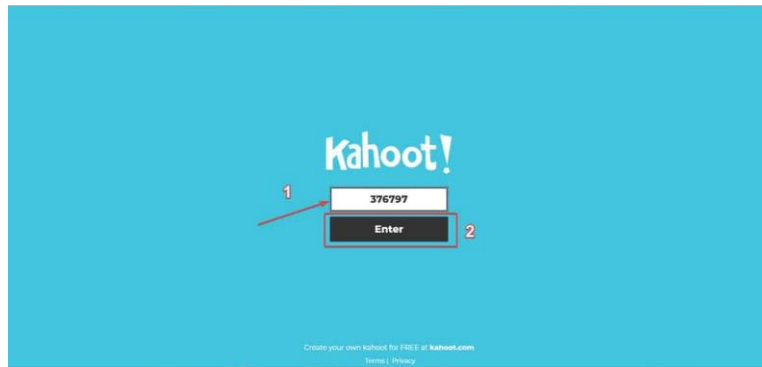 Kahoot!
1
376797
Enter
2
Create your own kahoot for FREE at kahoot.com
Terms | Privacy